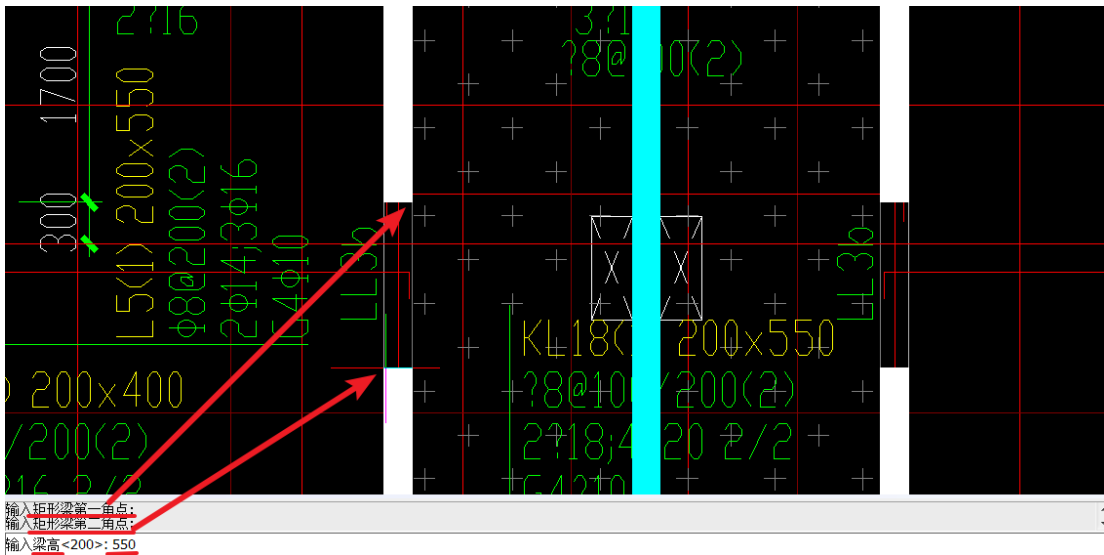 2?16
3?1
?8@ 00(2)
1700
300
L5(1) 200x550
ϕ8@200(2)
2ϕ14;3ϕ16
G4ϕ10
LL3b
LL3b
KL18( 200x550
?8@10 /200(2)
2?18;4 20 2/2
G4?10
) 200x400
/200(2)
?16 2/2
输入矩形梁第一角点:
输入矩形梁第二角点:
输入梁高<200>: 550